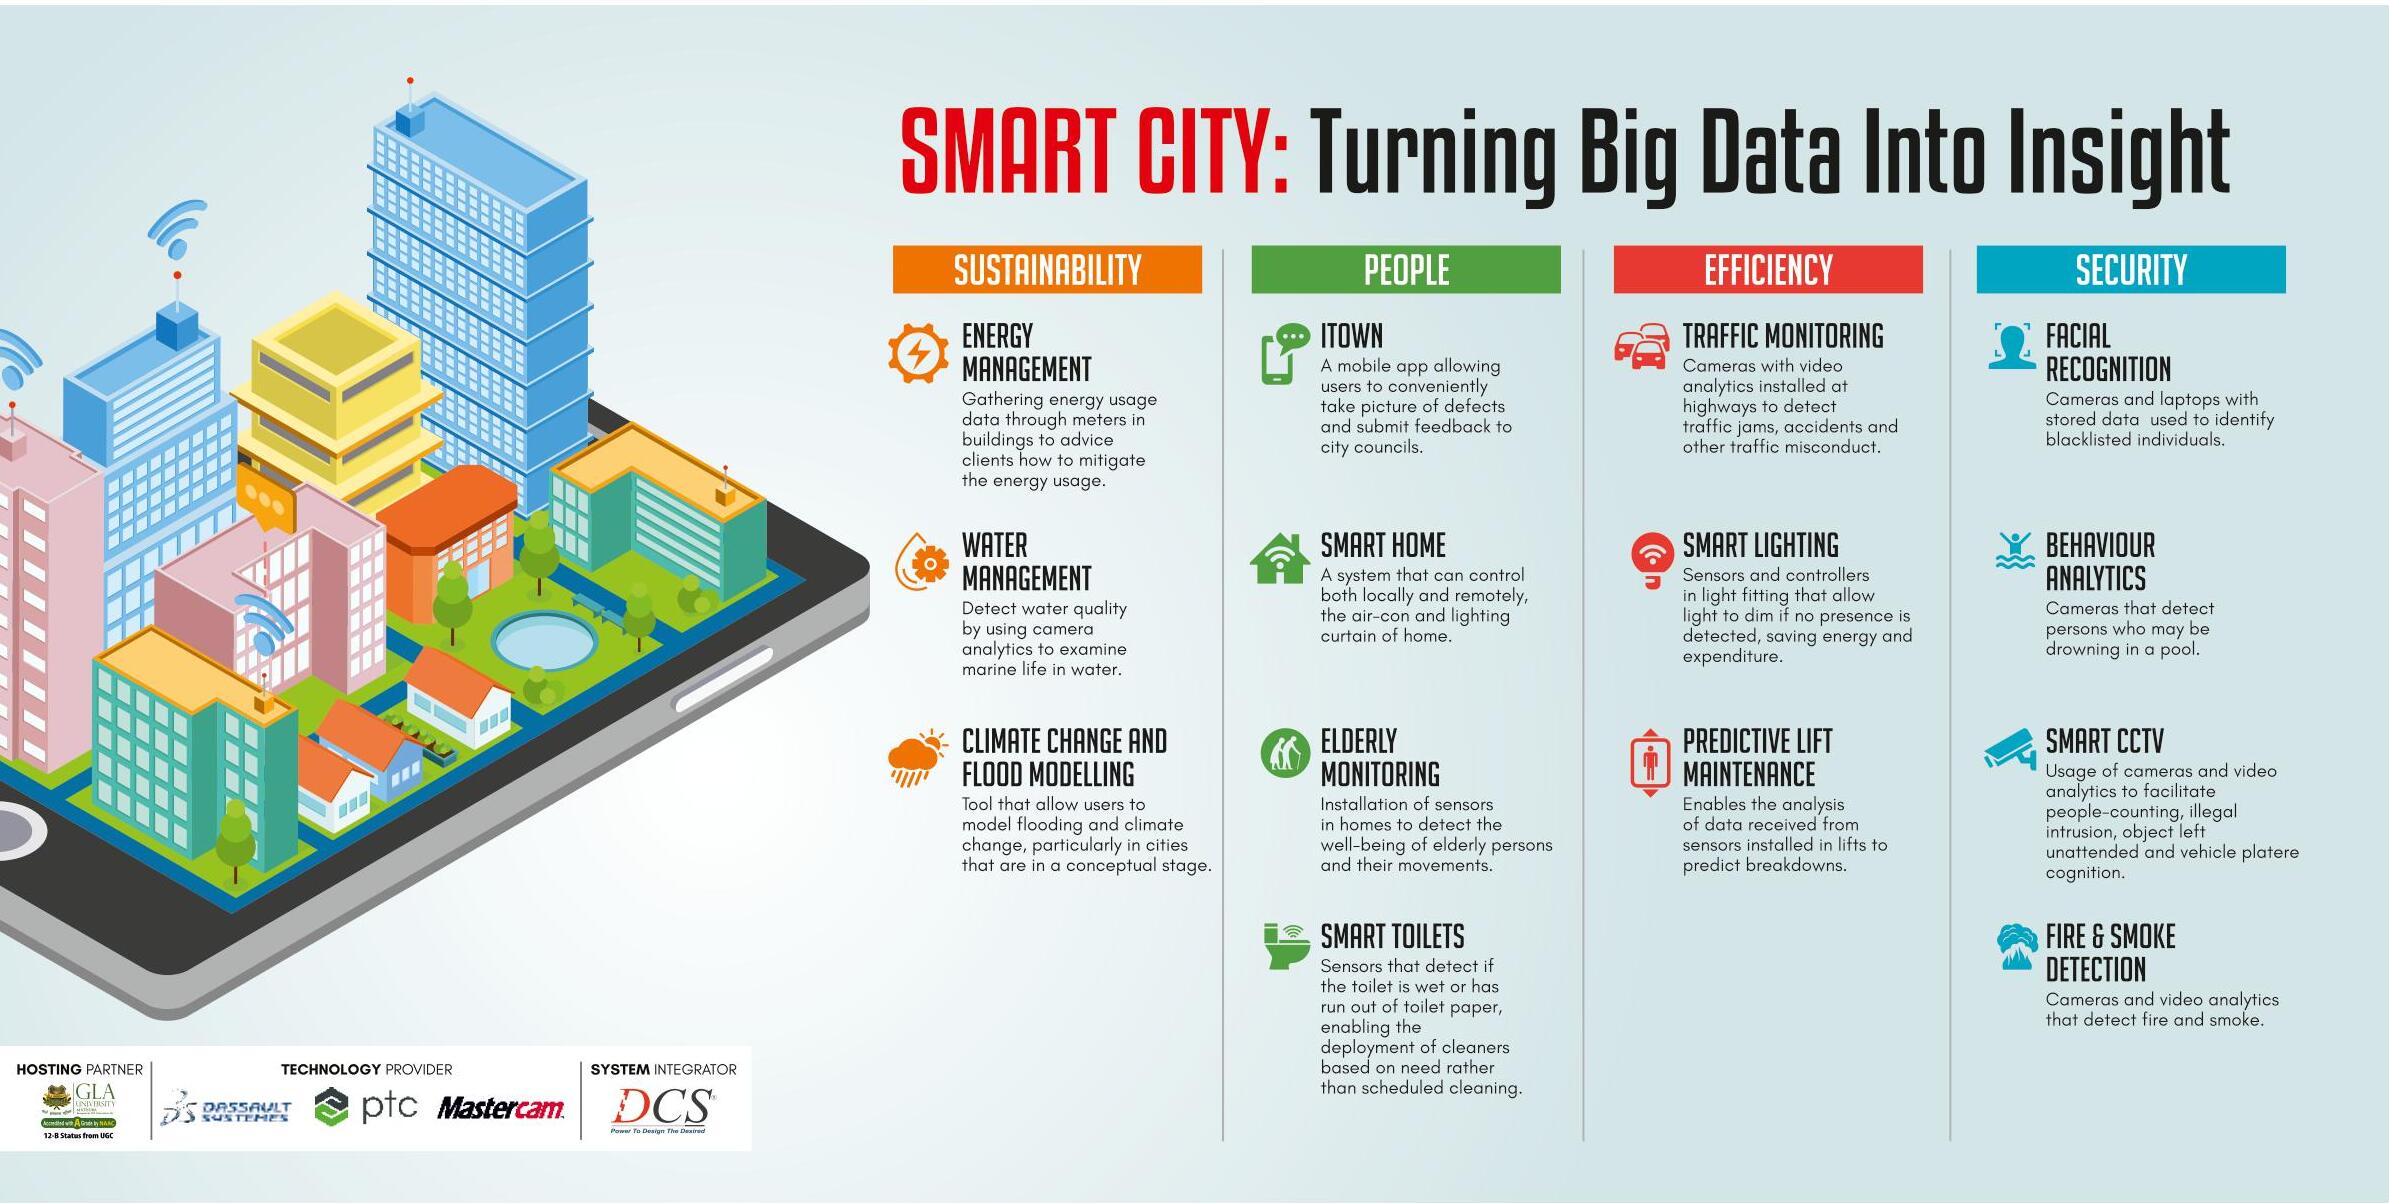 SMART CITY: Turning Big Data Into Insight
SUSTAINABILITY
ENERGY
MANAGEMENT
Gathering energy usage
data through meters in
buildings to advice
clients how to mitigate
the energy usage.
WATER
MANAGEMENT
Detect water quality
by using camera
analytics to examine
marine life in water.
CLIMATE CHANGE AND
FLOOD MODELLING
Tool that allow users to
model flooding and climate
change, particularly in cities
that are in a conceptual stage.
PEOPLE
ITOWN
A mobile app allowing
users to conveniently
take picture of defects
and submit feedback to
city councils.
SMART HOME
A system that can control
both locally and remotely,
the air-con and lighting
curtain of home.
ELDERLY
MONITORING
Installation of sensors
in homes to detect the
well-being of elderly persons
and their movements.
SMART TOILETS
Sensors that detect if
the toilet is wet or has
run out of toilet paper,
enabling the
deployment of cleaners
based on need rather
than scheduled cleaning.
EFFICIENCY
TRAFFIC MONITORING
Cameras with video
analytics installed at
highways to detect
traffic jams, accidents and
other traffic misconduct.
SMART LIGHTING
Sensors and controllers
in light fitting that allow
light to dim if no presence is
detected, saving energy and
expenditure.
PREDICTIVE LIFT
MAINTENANCE
Enables the analysis
of data received from
sensors installed in lifts to
predict breakdowns.
SECURITY
FACIAL
RECOGNITION
Cameras and laptops with
stored data used to identify
blacklisted individuals.
BEHAVIOUR
ANALYTICS
Cameras that detect
persons who may be
drowning in a pool.
SMART CCTV
Usage of cameras and video
analytics to facilitate
people-counting, illegal
intrusion, object left
unattended and vehicle platere
cognition.
FIRE & SMOKE
DETECTION
Cameras and video analytics
that detect fire and smoke.
HOSTING PARTNER
GLA
UNIVERSITY
MATHURA
Accredited with A Grade by NAAC
12-B Status from UGC
TECHNOLOGY PROVIDER
DASSAULT
SYSTEMES
ptc
Mastercam
SYSTEM INTEGRATOR
DCS
Power To Design The Desired